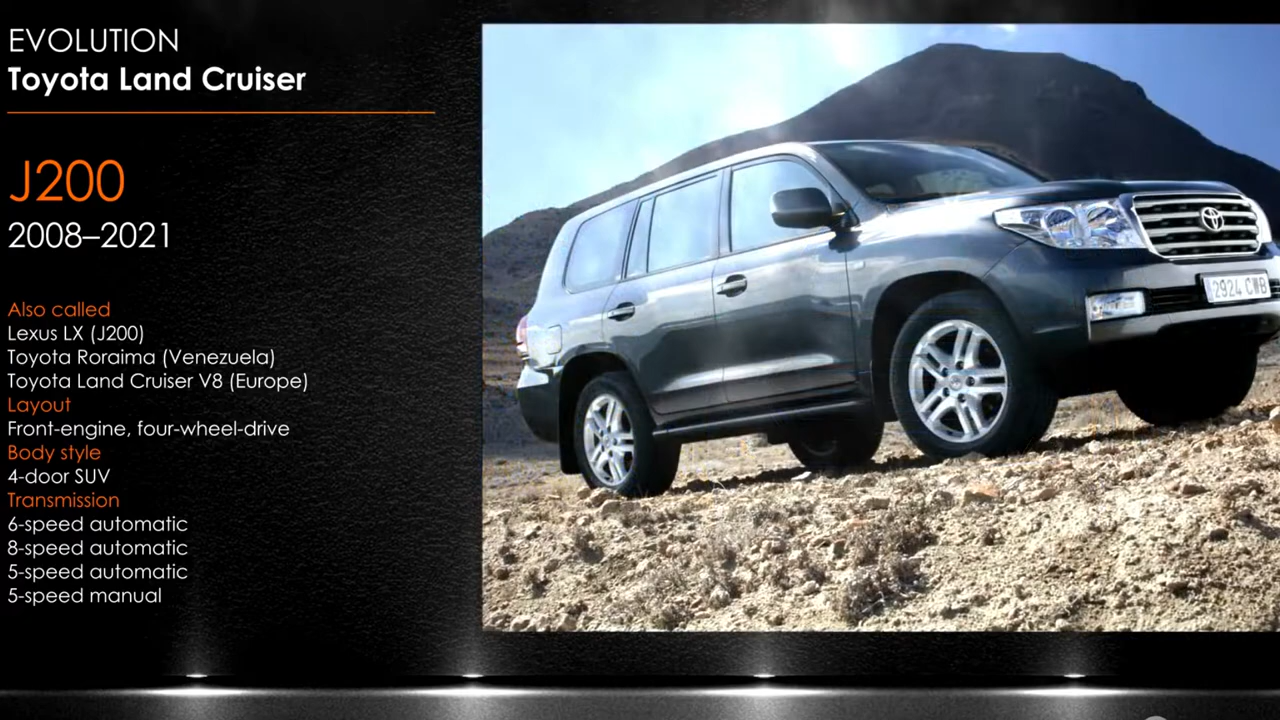 EVOLUTION
Toyota Land Cruiser
J200
2008–2021
Also called
Lexus LX (J200)
Toyota Roraima (Venezuela)
Toyota Land Cruiser V8 (Europe)
Layout
Front-engine, four-wheel-drive
Body style
4-door SUV
Transmission
6-speed automatic
8-speed automatic
5-speed automatic
5-speed manual
2924 CWB